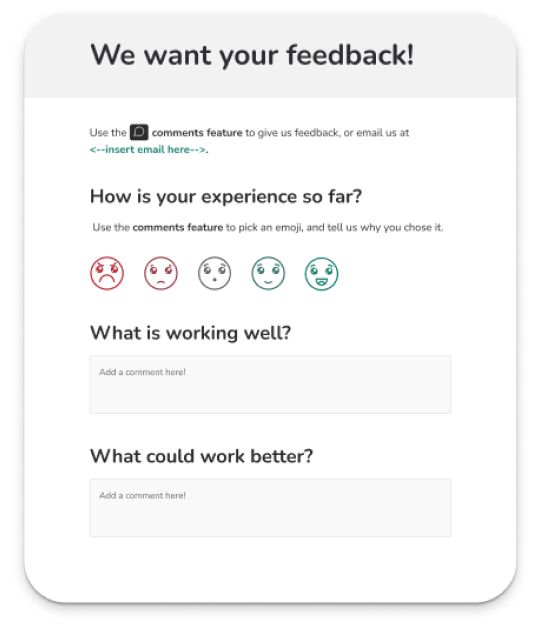 We want your feedback!
Use the comments feature to give us feedback, or email us at
<--insert email here-->.
How is your experience so far?
Use the comments feature to pick an emoji, and tell us why you chose it.
What is working well?
Add a comment here!
What could work better?
Add a comment here!